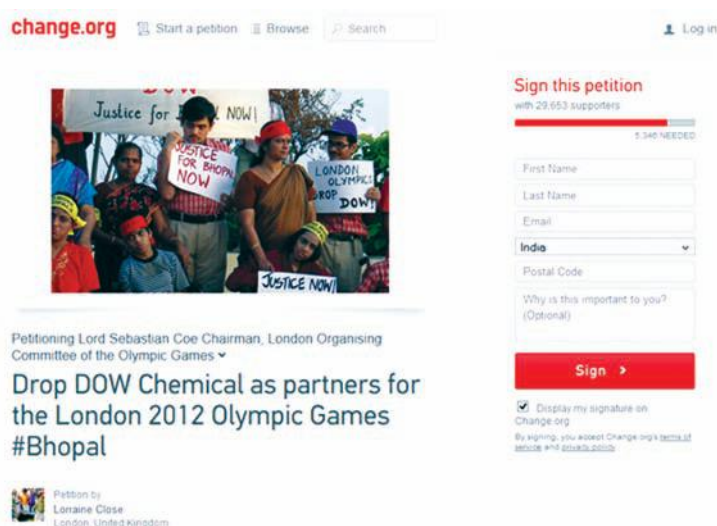 change.org Start a petition Browse Search Log in
DOW
Justice for NOW!
JUSTICE
FOR BHOPAL
NOW
LONDON
OLYMPICS
DROP
DOW!
JUSTICE NOW!
Petitioning Lord Sebastian Coe Chairman, London Organising
Committee of the Olympic Games
Drop DOW Chemical as partners for
the London 2012 Olympic Games
#Bhopal
Petition by
Lorraine Close
London, United Kingdom
Sign this petition
with 29,653 supporters
5,346 NEEDED
First Name
Last Name
Email
India
Postal Code
Why is this important to you?
(Optional)
Sign >
Display my signature on
Change.org
By signing, you accept Change.org's terms of
service and privacy policy